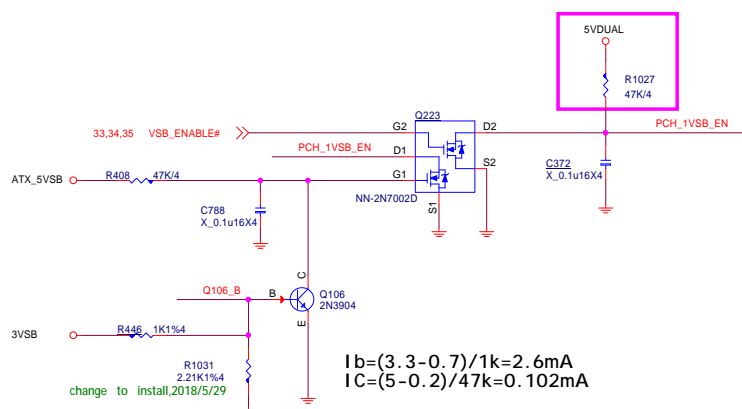 5VDUAL
R1027
47K/4
Q223
33,34,35 VSB_ENABLE#
G2
D2
PCH_1VSB_EN
PCH_1VSB_EN
D1
S2
C372
X_0.1u16X4
ATX_5VSB
R408
47K/4
G1
NN-2N7002D
S1
C788
X_0.1u16X4
C
Q106_B
B
Q106
2N3904
E
3VSB
R446
1K1%4
R1031
2.21K1%4
change to install,2018/5/29
Ib=(3.3-0.7)/1k=2.6mA
IC=(5-0.2)/47k=0.102mA